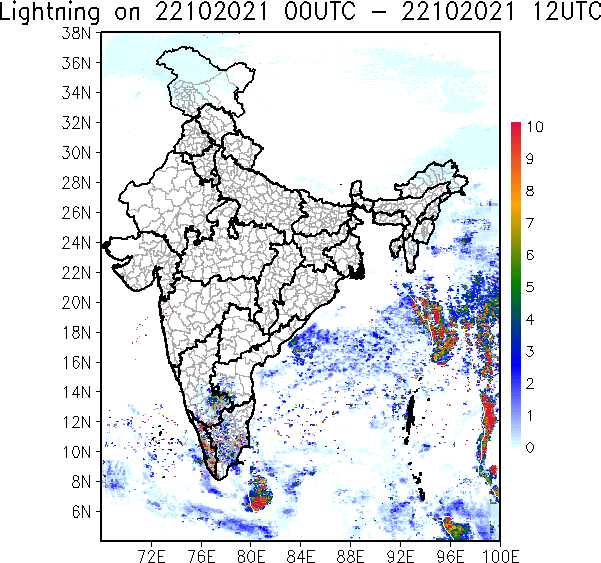 Lightning on 22102021 00UTC – 22102021 12UTC
38N
36N
34N
32N
30N
28N
26N
24N
22N
20N
18N
16N
14N
12N
10N
8N
6N
72E 76E 80E 84E 88E 92E 96E 100E
10
9
8
7
6
5
4
3
2
1
0